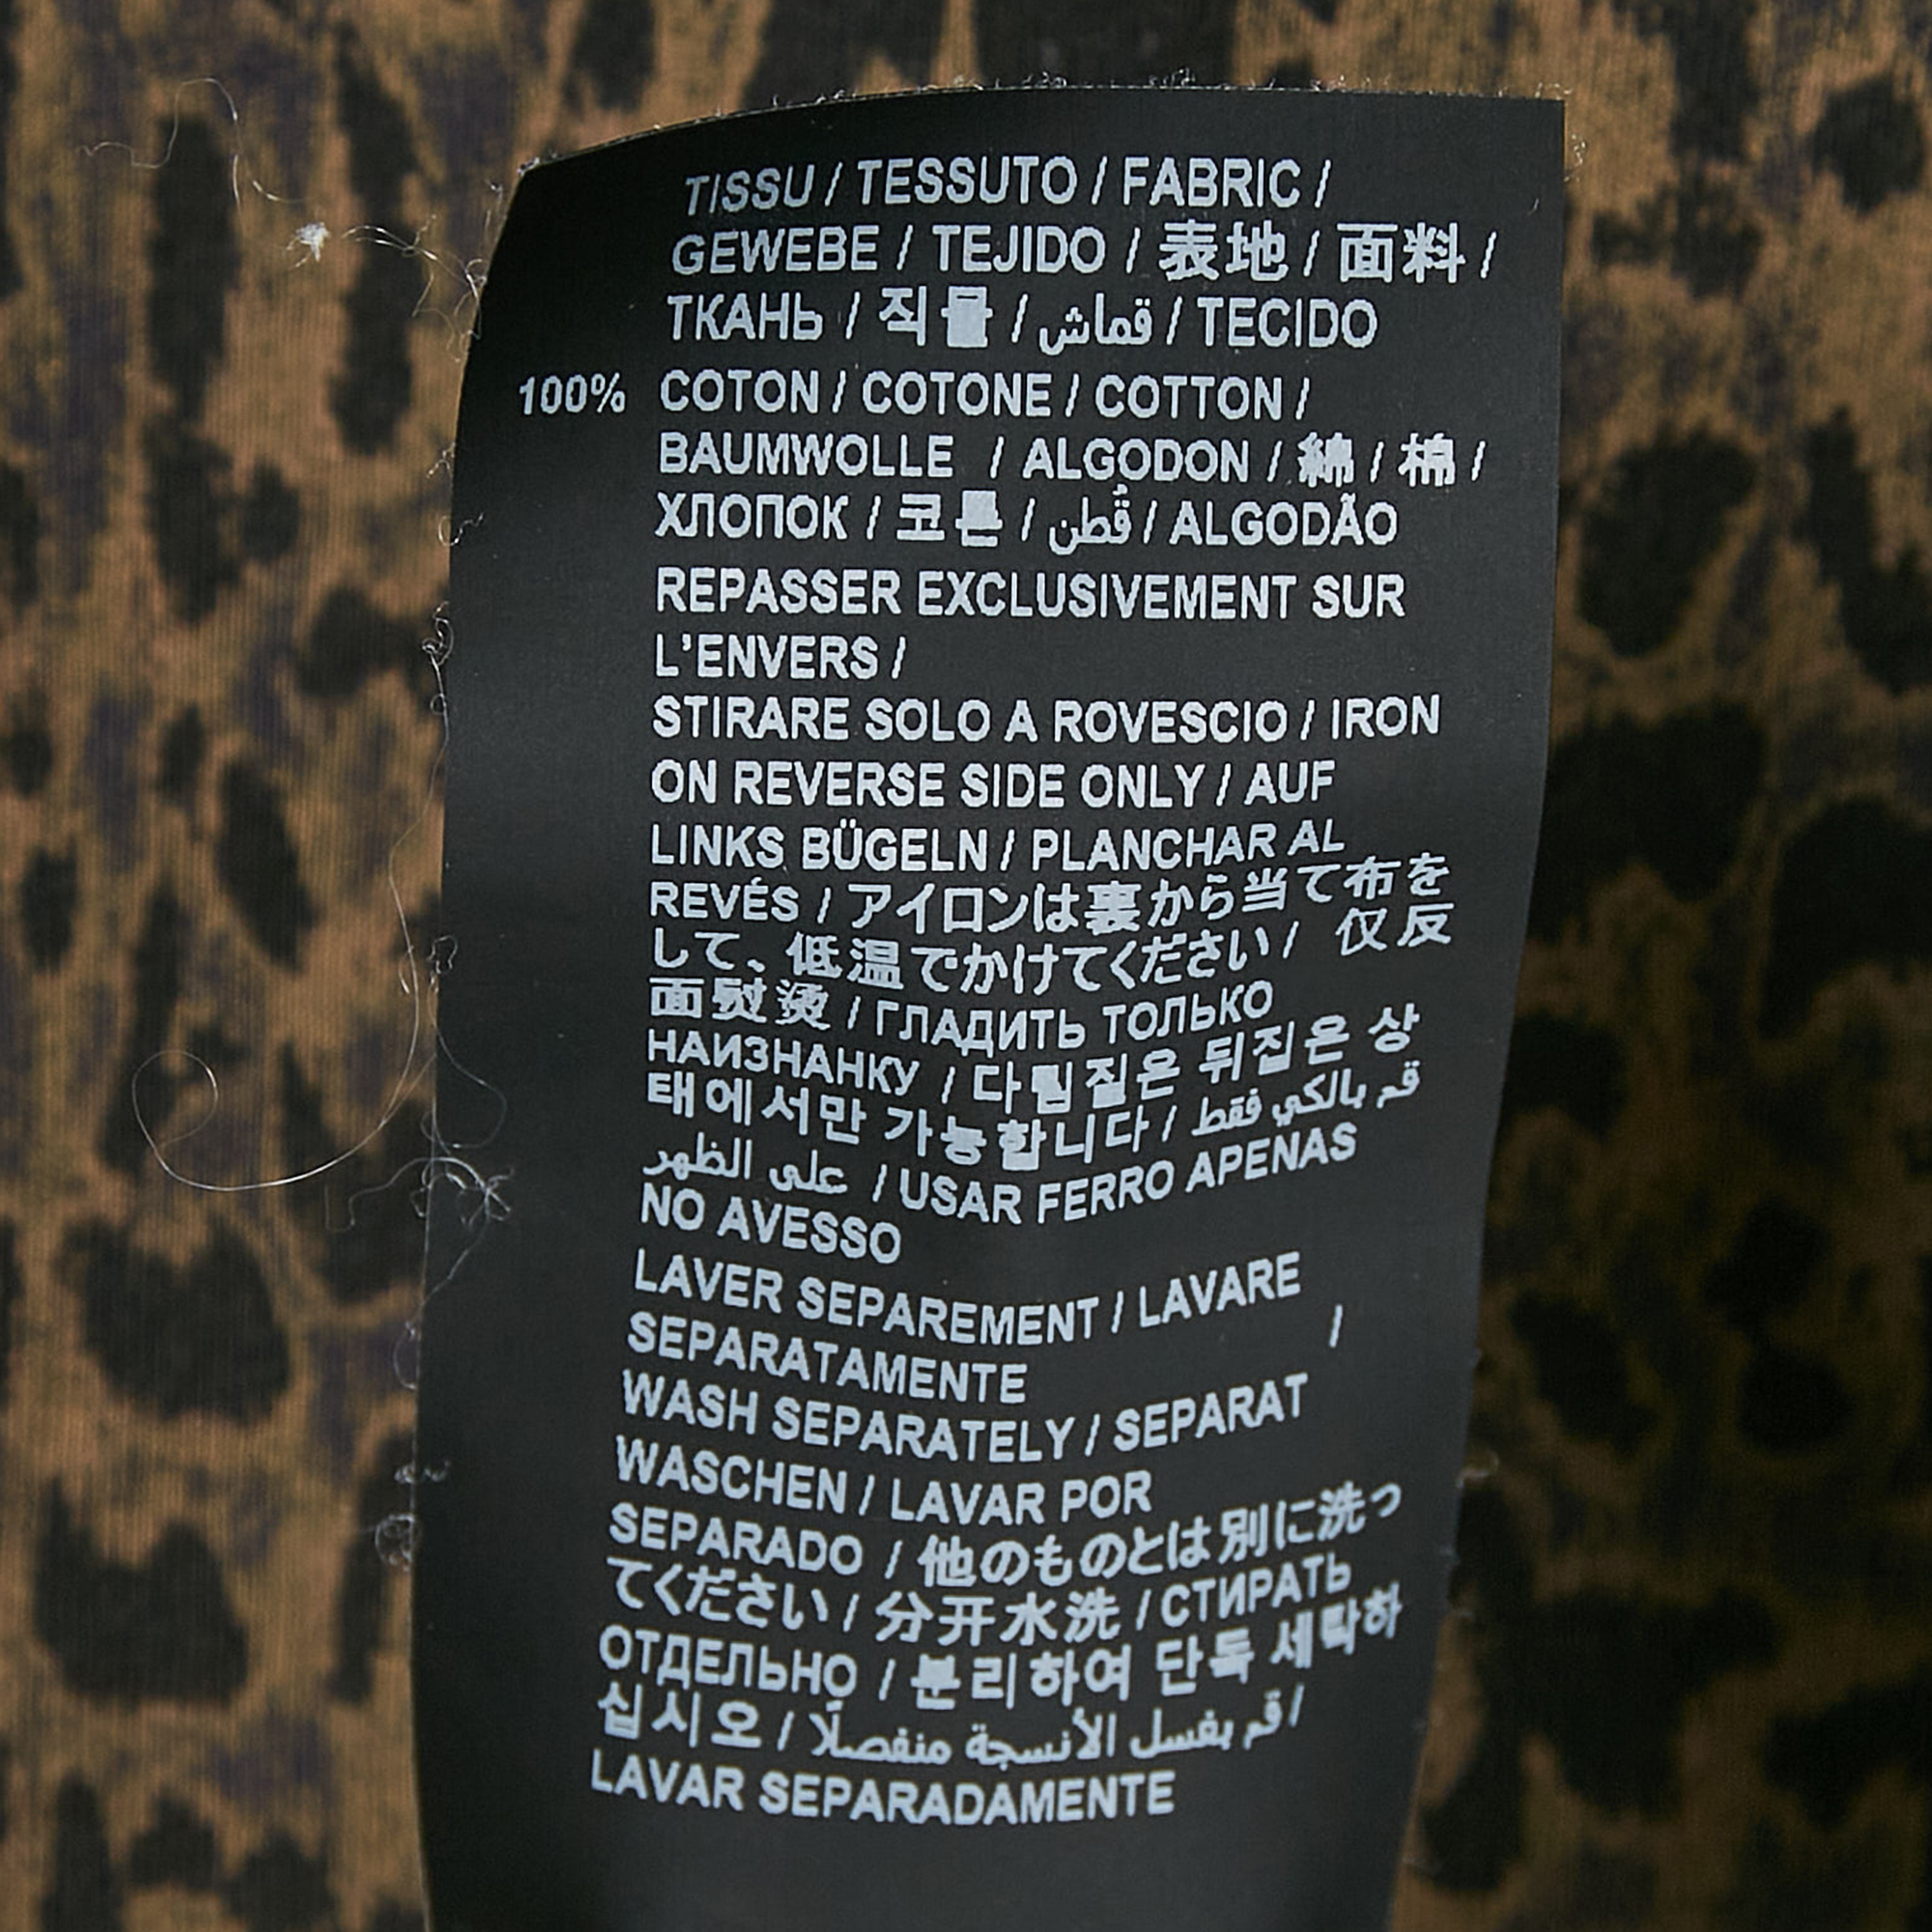 TISSU / TESSUTO / FABRIC /
GEWEBE / TEJIDO / 表地 / 面料 /
ТКАНЬ / 직물 / قماش / TECIDO
100% COTON / COTONE / COTTON /
BAUMWOLLE / ALGODON / 綿 / 棉 /
ХЛОПОК / 코튼 / قُطن / ALGODÃO
REPASSER EXCLUSIVEMENT SUR
L'ENVERS /
STIRARE SOLO A ROVESCIO / IRON
ON REVERSE SIDE ONLY / AUF
LINKS BÜGELN / PLANCHAR AL
REVÉS / アイロンは裏から当て布を
して、低温でかけてください / 仅反
面熨烫 / ГЛАДИТЬ ТОЛЬКО
НАИЗНАНКУ / 다림질은 뒤집은 상
태에서만 가능합니다 / قم بالكي فقط
على الظهر / USAR FERRO APENAS
NO AVESSO
LAVER SEPAREMENT / LAVARE
SEPARATAMENTE /
WASH SEPARATELY / SEPARAT
WASCHEN / LAVAR POR
SEPARADO / 他のものとは別に洗っ
てください / 分开水洗 / СТИРАТЬ
ОТДЕЛЬНО / 분리하여 단독 세탁하
십시오 / قم بغسل الأنسجة منفصلًا /
LAVAR SEPARADAMENTE